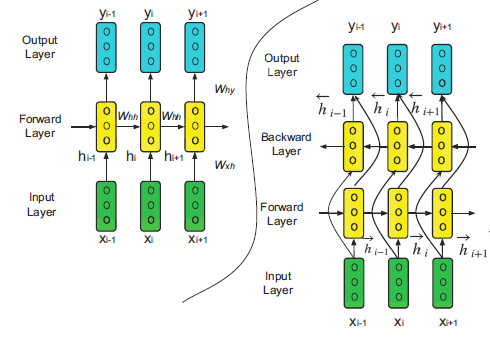 yi-1 yi yi+1
Output
Layer
Why
Forward
Layer
Whh Whh
hi-1 hi hi+1
Wxh
Input
Layer
xi-1 xi xi+1
yi-1 yi yi+1
Output
Layer
h i-1 h i h i+1
Backward
Layer
Forward
Layer
h i-1 h i h i+1
Input
Layer
xi-1 xi xi+1